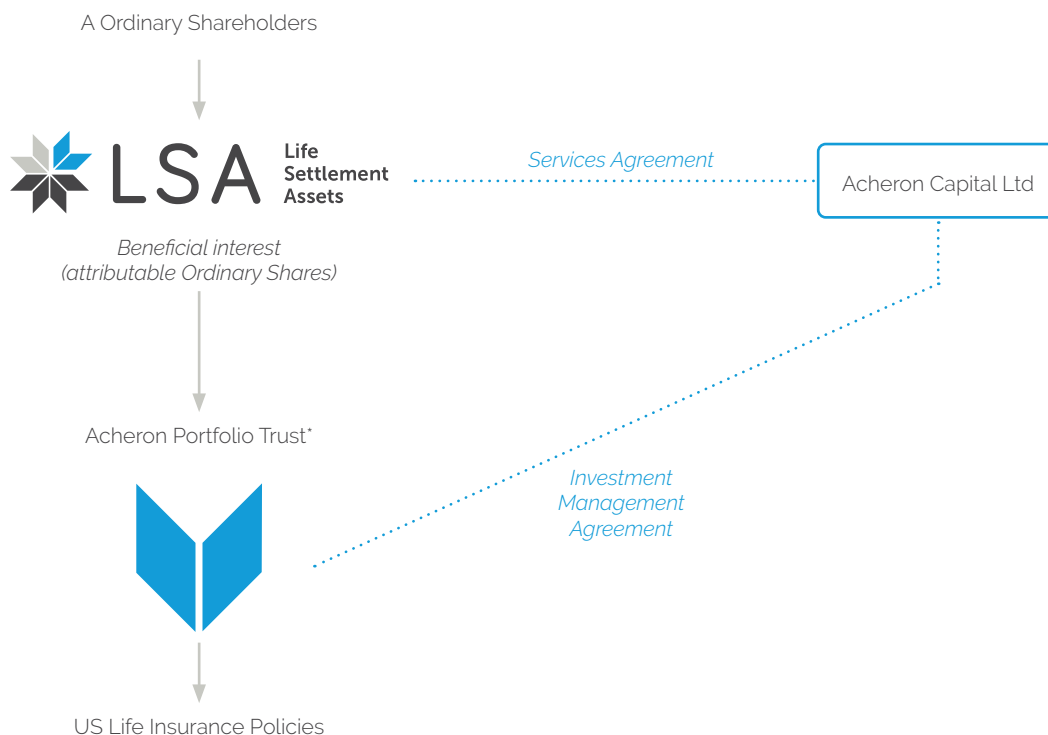 A Ordinary Shareholders
LSA
Life
Settlement
Assets
Services Agreement
Acheron Capital Ltd
Beneficial interest
(attributable Ordinary Shares)
Acheron Portfolio Trust*
Investment
Management
Agreement
US Life Insurance Policies